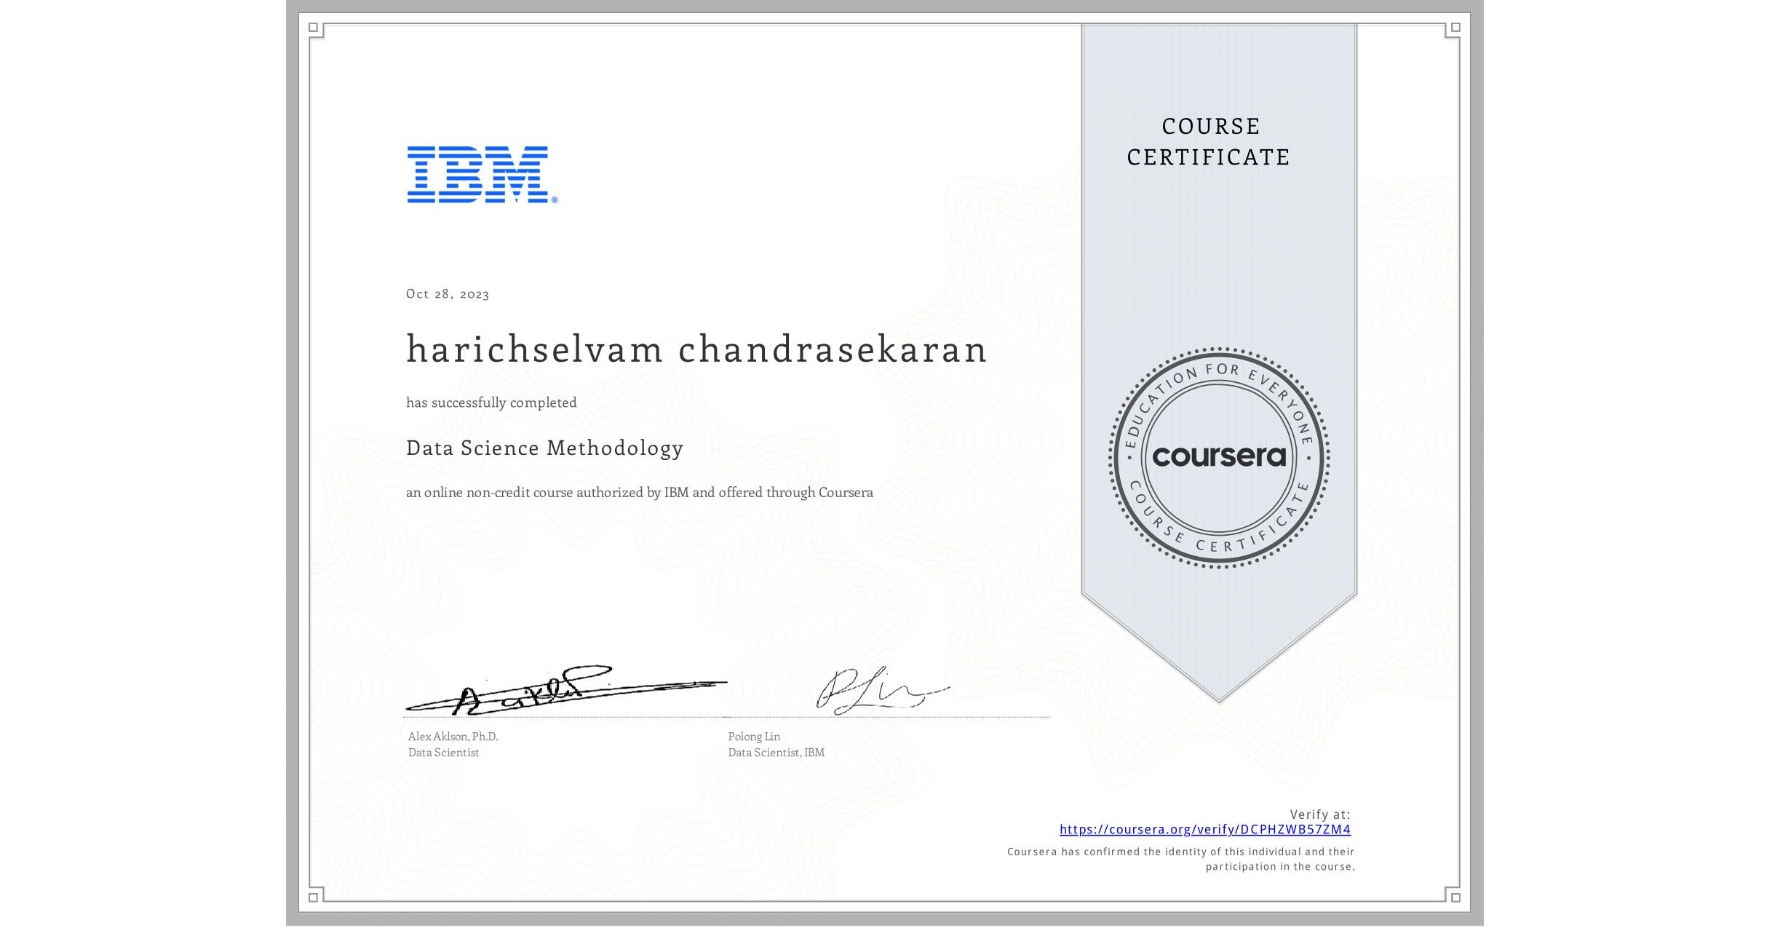 IBM®
Oct 28, 2023
harichselvam chandrasekaran
has successfully completed
Data Science Methodology
an online non-credit course authorized by IBM and offered through Coursera
Alex Aklson, Ph.D.
Data Scientist
Polong Lin
Data Scientist, IBM
COURSE
CERTIFICATE
EDUCATION FOR EVERYONE
coursera
COURSE CERTIFICATE
Verify at:
https://coursera.org/verify/DCPHZWB57ZM4
Coursera has confirmed the identity of this individual and their
participation in the course.